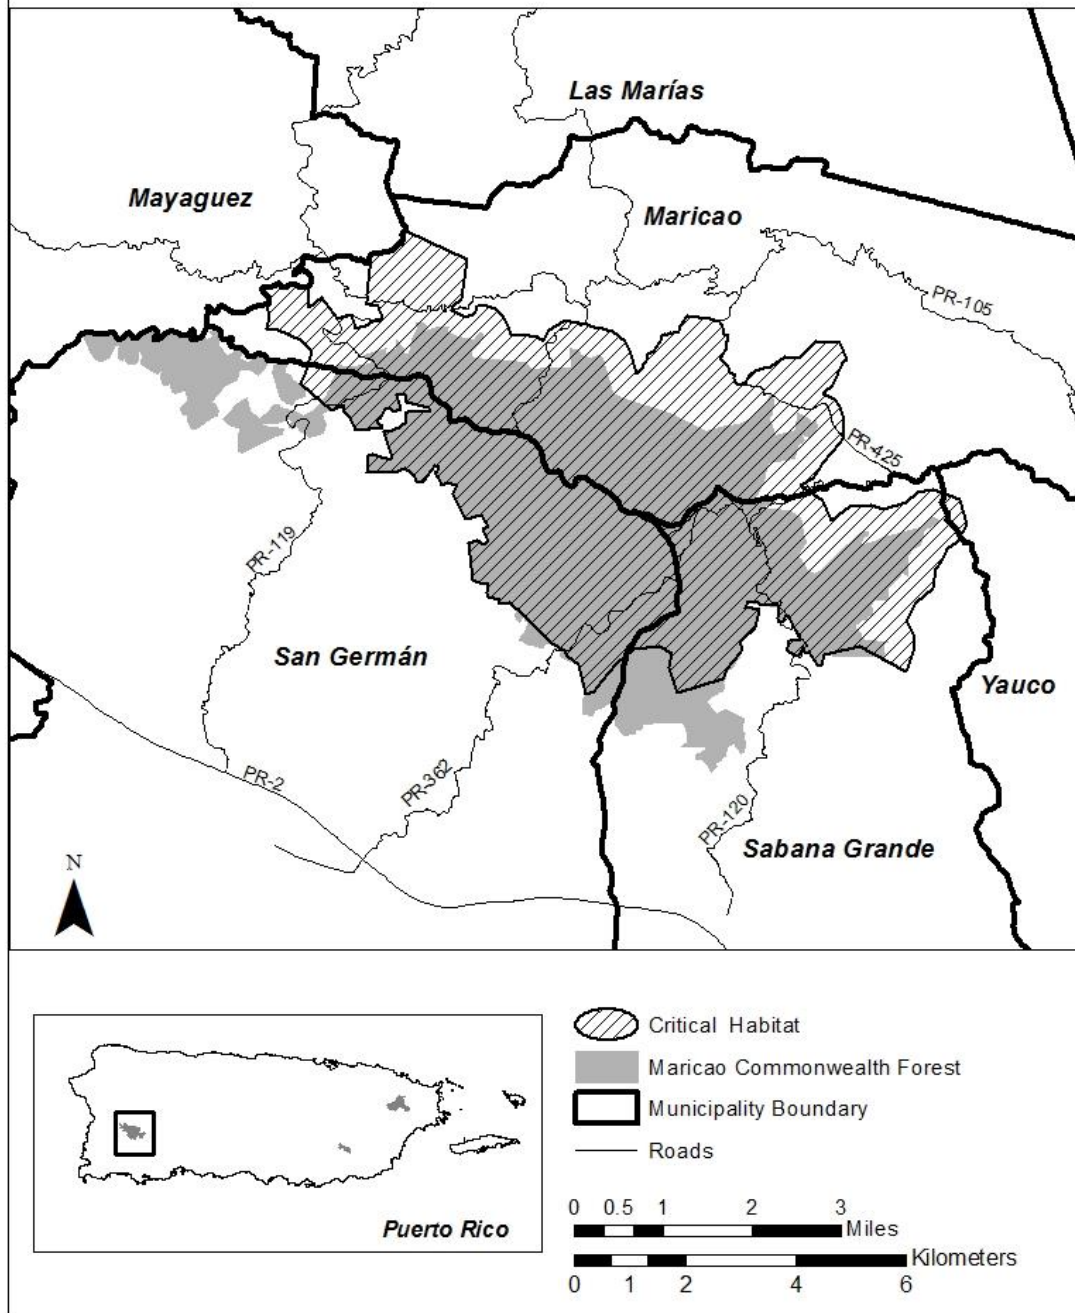 Las Marías
Mayaguez
Maricao
PR-105
PR-425
PR-119
San Germán
Yauco
PR-2
PR-362
PR-120
Sabana Grande
N
Critical Habitat
Maricao Commonwealth Forest
Municipality Boundary
Roads
Puerto Rico
0 0.5 1 2 3
Miles
Kilometers
0 1 2 4 6